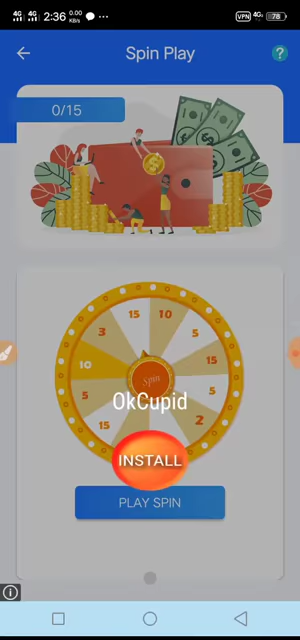 4G 4G 2:36 0.00 KB/s ... VPN 4G 78
Spin Play ?
0/15
15 10
3 5
10 15
5 5
15 2
Spin
OkCupid
INSTALL
PLAY SPIN